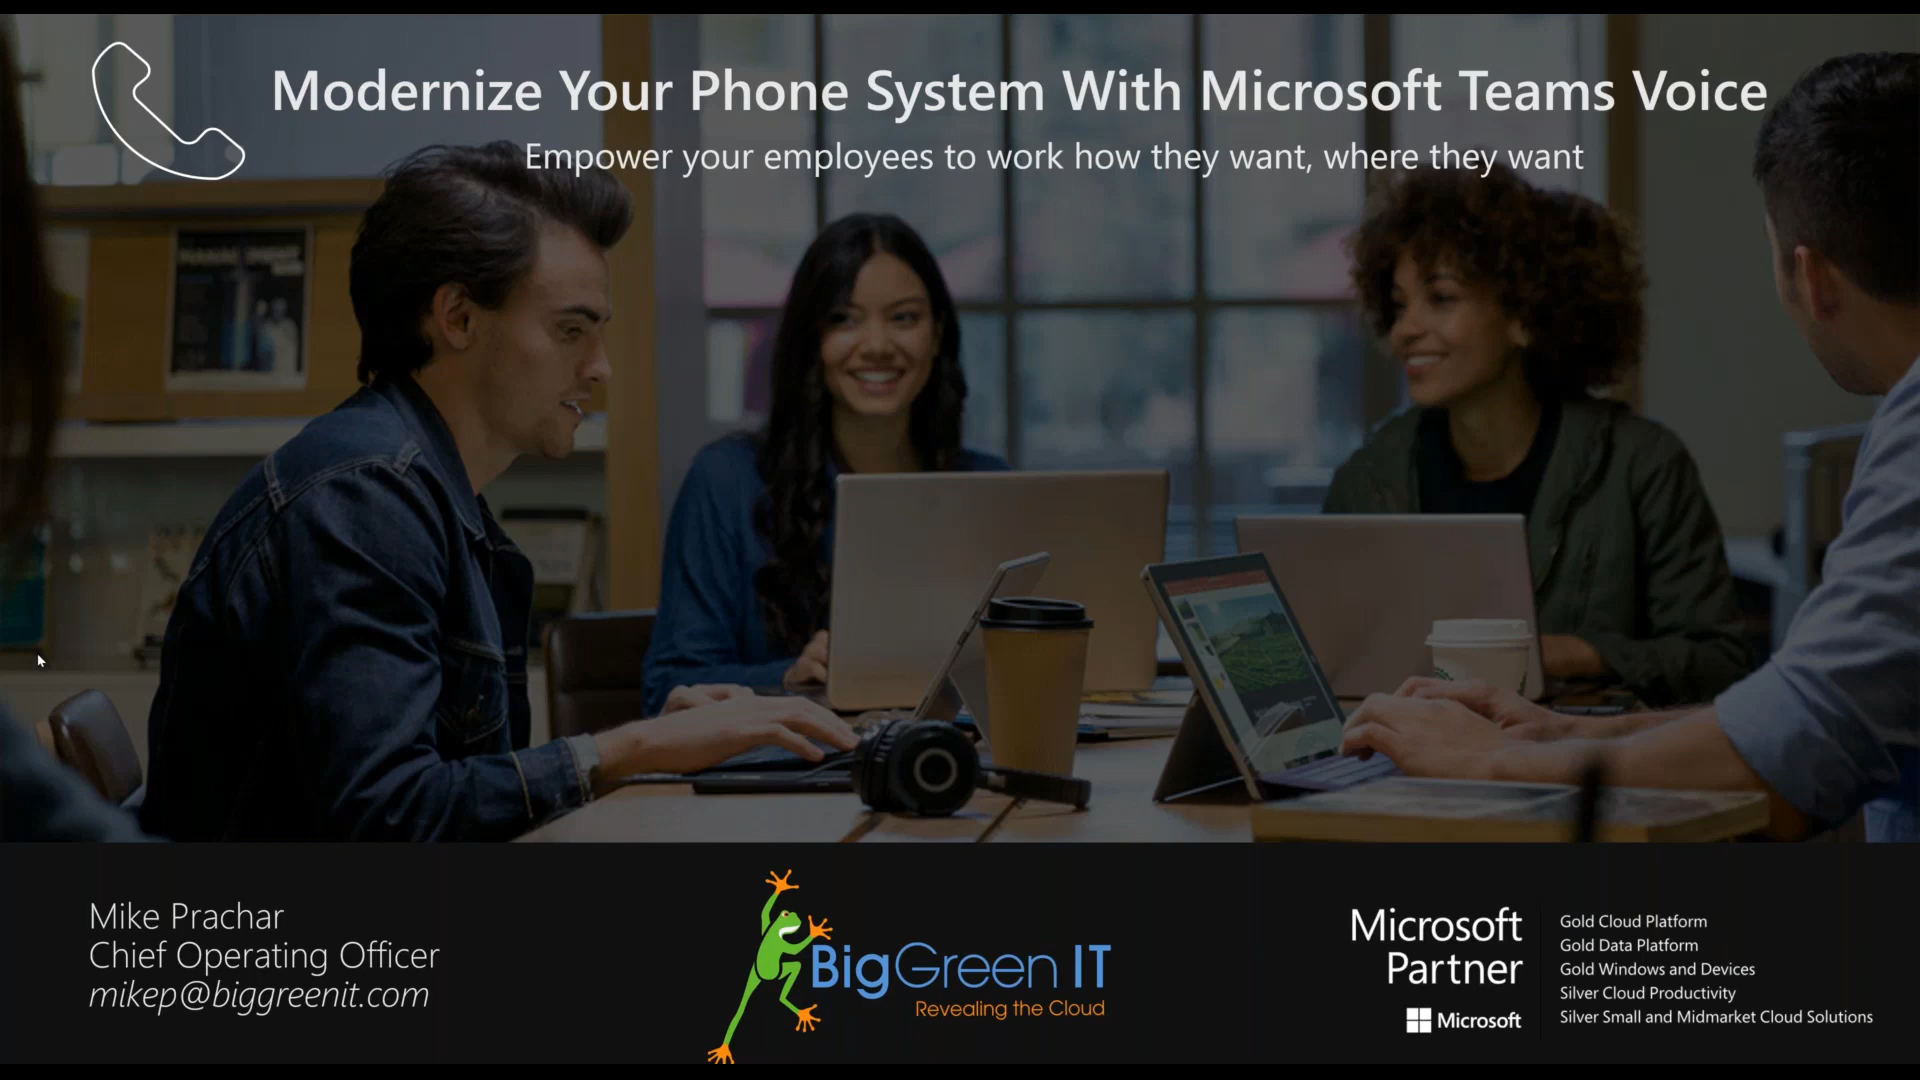 Modernize Your Phone System With Microsoft Teams Voice
Empower your employees to work how they want, where they want
Mike Prachar
Chief Operating Officer
mikep@biggreenit.com
BigGreen IT
Revealing the Cloud
Microsoft
Partner
Microsoft
Gold Cloud Platform
Gold Data Platform
Gold Windows and Devices
Silver Cloud Productivity
Silver Small and Midmarket Cloud Solutions